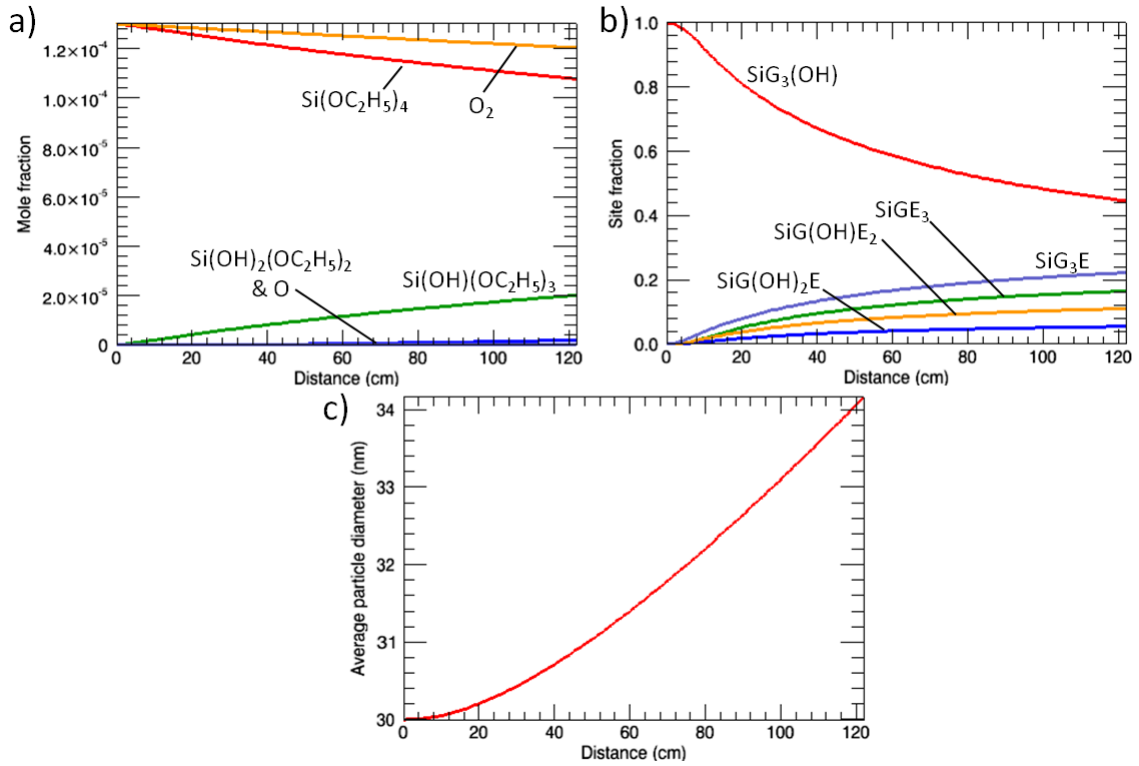 a)
Mole fraction
1.2×10⁻⁴
1.0×10⁻⁴
8.0×10⁻⁵
6.0×10⁻⁵
4.0×10⁻⁵
2.0×10⁻⁵
0
Si(OC₂H₅)₄
O₂
Si(OH)₂(OC₂H₅)₂
& O
Si(OH)(OC₂H₅)₃
0 20 40 60 80 100 120
Distance (cm)
b)
Site fraction
1.0
0.8
0.6
0.4
0.2
0.0
SiG₃(OH)
SiGE₃
SiG(OH)E₂
SiG(OH)₂E
SiG₃E
0 20 40 60 80 100 120
Distance (cm)
c)
Average particle diameter (nm)
34
33
32
31
30
0 20 40 60 80 100 120
Distance (cm)